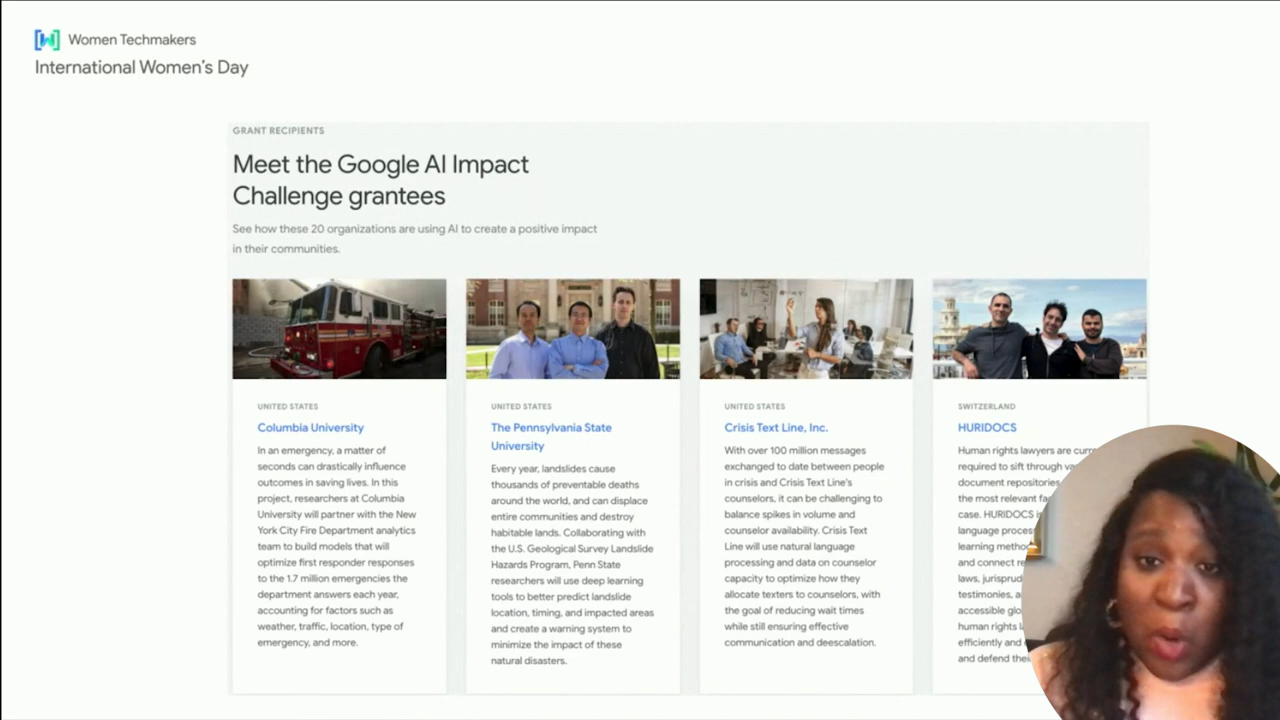 Women Techmakers
International Women's Day
GRANT RECIPIENTS
Meet the Google AI Impact
Challenge grantees
See how these 20 organizations are using AI to create a positive impact
in their communities.
UNITED STATES
Columbia University
In an emergency, a matter of
seconds can drastically influence
outcomes in saving lives. In this
project, researchers at Columbia
University will partner with the New
York City Fire Department analytics
team to build models that will
optimize first responder responses
to the 1.7 million emergencies the
department answers each year,
accounting for factors such as
weather, traffic, location, type of
emergency, and more.
UNITED STATES
The Pennsylvania State
University
Every year, landslides cause
thousands of preventable deaths
around the world, and can displace
entire communities and destroy
habitable lands. Collaborating with
the U.S. Geological Survey Landslide
Hazards Program, Penn State
researchers will use deep learning
tools to better predict landslide
location, timing, and impacted areas
and create a warning system to
minimize the impact of these
natural disasters.
UNITED STATES
Crisis Text Line, Inc.
With over 100 million messages
exchanged to date between people
in crisis and Crisis Text Line's
counselors, it can be challenging to
balance spikes in volume and
counselor availability. Crisis Text
Line will use natural language
processing and data on counselor
capacity to optimize how they
allocate texters to counselors, with
the goal of reducing wait times
while still ensuring effective
communication and deescalation.
SWITZERLAND
HURIDOCS
Human rights lawyers are
required to sift through
document repositories
the most relevant
case. HURIDOCS
language
learning
and connect
laws,
testimonies,
accessible
human rights
efficiently and
and defend